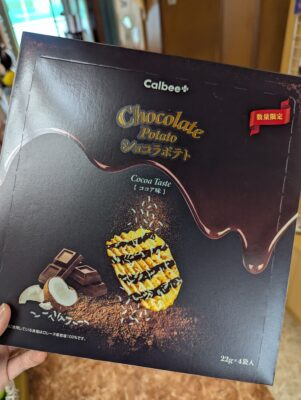 Calbee+
数量限定
Chocolate
Potato
ショコラポテト
Cocoa Taste
[ ココア味 ]
22g×4袋入